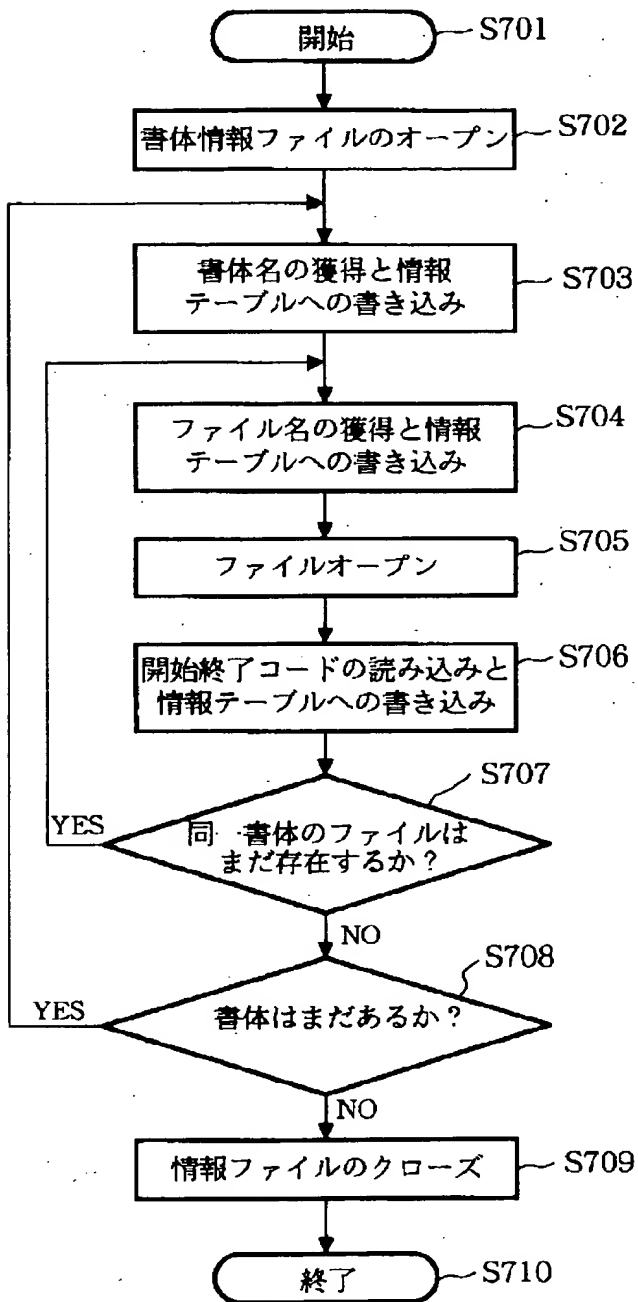 開始
S701
書体情報ファイルのオープン
S702
書体名の獲得と情報
テーブルへの書き込み
S703
ファイル名の獲得と情報
テーブルへの書き込み
S704
ファイルオープン
S705
開始終了コードの読み込みと
情報テーブルへの書き込み
S706
S707
YES
同一書体のファイルは
まだ存在するか?
NO
S708
YES
書体はまだあるか?
NO
情報ファイルのクローズ
S709
終了
S710